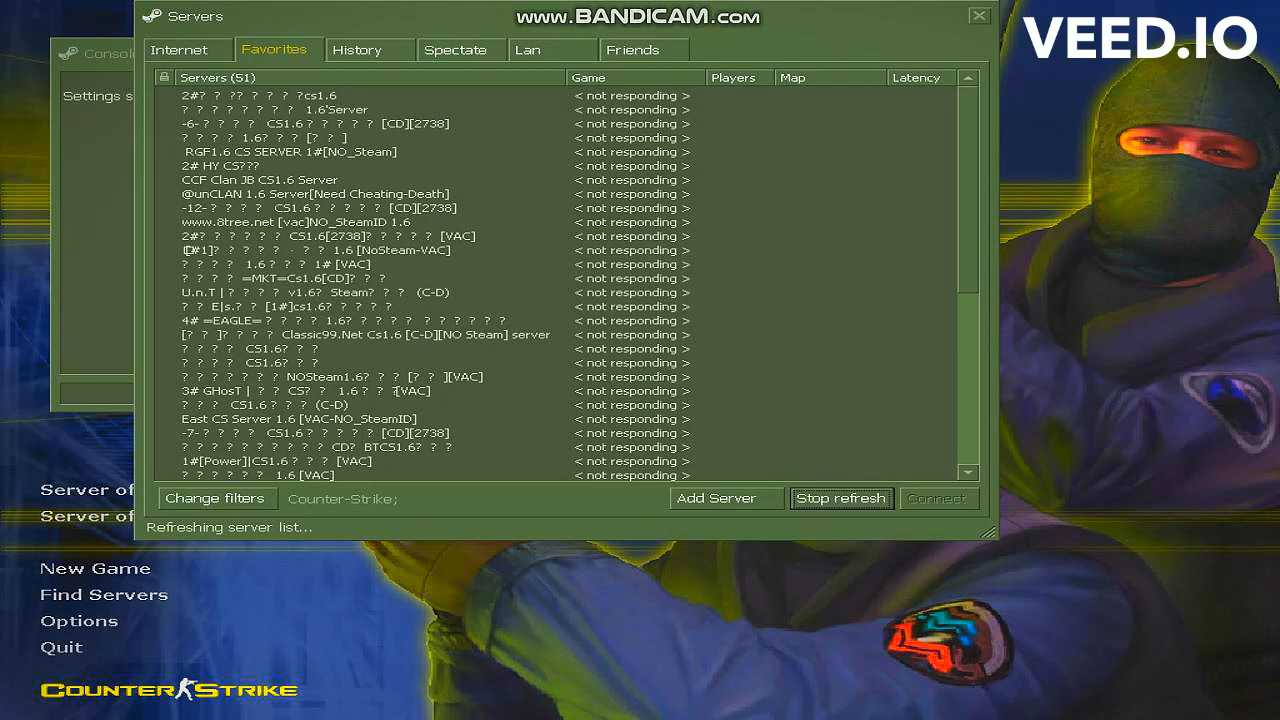 www.BANDICAM.com
VEED.IO
Servers
Console
Settings s
Internet Favorites History Spectate Lan Friends
Servers (51) Game Players Map Latency
2#? ? ?? ? ? ? ?cs1.6 < not responding >
? ? ? ? ? ? ? ? 1.6'Server < not responding >
-6- ? ? ? ? CS1.6 ? ? ? ? ? [CD][2738] < not responding >
? ? ? ? 1.6? ? ? [? ? ] < not responding >
RGF1.6 CS SERVER 1#[NO_Steam] < not responding >
2# HY CS??? < not responding >
CCF Clan JB CS1.6 Server < not responding >
@unCLAN 1.6 Server[Need Cheating-Death] < not responding >
-12- ? ? ? ? CS1.6 ? ? ? ? ? [CD][2738] < not responding >
www.8tree.net [vac]NO_SteamID 1.6 < not responding >
2#? ? ? ? ? ? CS1.6[2738]? ? ? ? ? [VAC] < not responding >
#1]? ? ? ? ? - ? ? 1.6 [NoSteam-VAC] < not responding >
? ? ? ? 1.6 ? ? ? 1# [VAC] < not responding >
? ? ? ? =MKT=Cs1.6[CD]? ? ? < not responding >
U.n.T | ? ? ? ? v1.6? Steam? ? ? (C-D) < not responding >
? ? E|s.? ? [1#]cs1.6? ? ? ? ? < not responding >
4# =EAGLE= ? ? ? ? 1.6? ? ? ? ? ? ? ? ? ? ? < not responding >
[? ? ]? ? ? ? Classic99.Net Cs1.6 [C-D][NO Steam] server < not responding >
? ? ? ? CS1.6? ? ? < not responding >
? ? ? ? CS1.6? ? ? < not responding >
? ? ? ? ? ? ? NOSteam1.6? ? ? [? ? ][VAC] < not responding >
3# GHosT | ? ? CS? ? 1.6 ? ? ?[VAC] < not responding >
? ? ? CS1.6 ? ? ? (C-D) < not responding >
East CS Server 1.6 [VAC-NO_SteamID] < not responding >
-7- ? ? ? ? CS1.6 ? ? ? ? ? [CD][2738] < not responding >
? ? ? ? ? ? ? ? ? ? CD? BTCS1.6? ? ? < not responding >
1#[Power]|CS1.6 ? ? ? [VAC] < not responding >
? ? ? ? ? ? 1.6 [VAC] < not responding >
Change filters Counter-Strike; Add Server Stop refresh Connect
Refreshing server list...
Server of
Server of
New Game
Find Servers
Options
Quit
COUNTER STRIKE